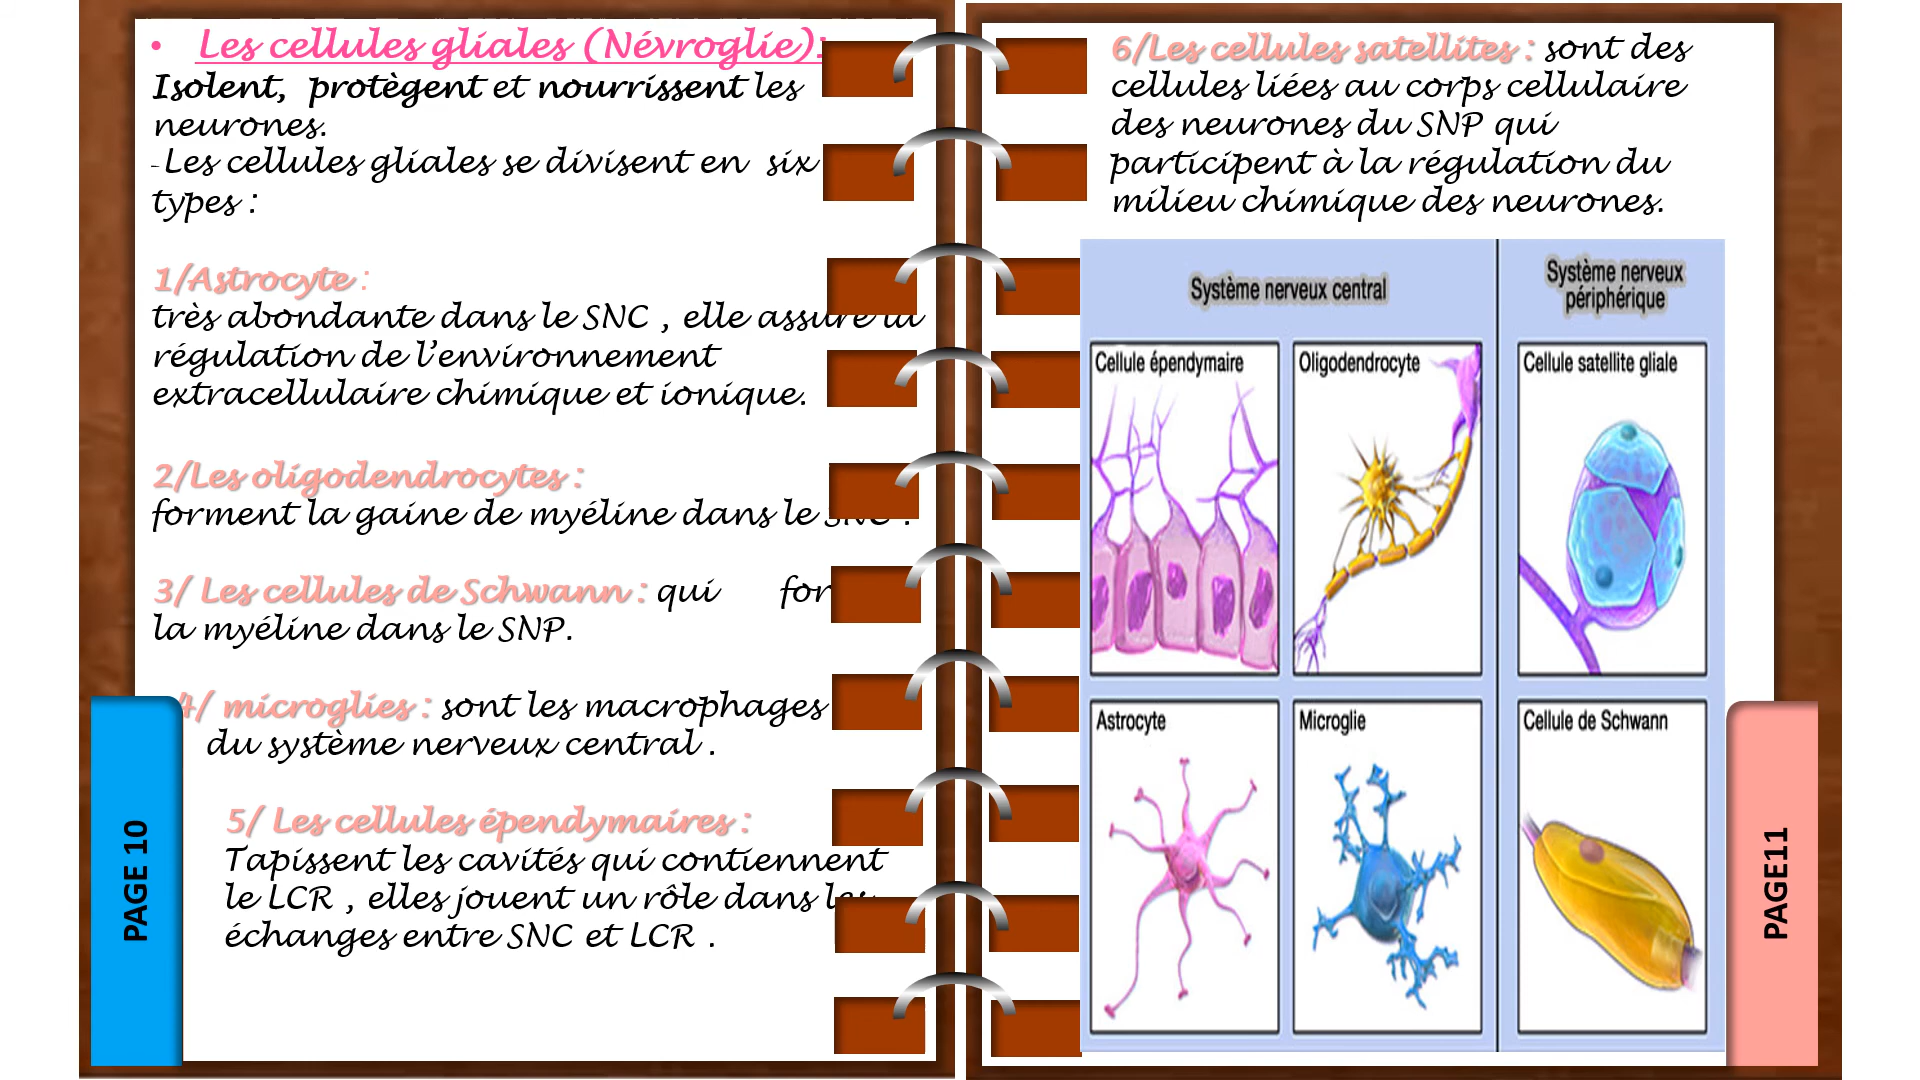 • Les cellules gliales (Névroglie):
Isolent, protègent et nourrissent les
neurones.
-Les cellules gliales se divisent en six
types :
1/Astrocyte :
très abondante dans le SNC , elle assure la
régulation de l’environnement
extracellulaire chimique et ionique.
2/Les oligodendrocytes :
forment la gaine de myéline dans le SNC .
3/ Les cellules de Schwann : qui
la myéline dans le SNP.
4/ microglies : sont les macrophages
du système nerveux central .
5/ Les cellules épendymaires :
Tapissent les cavités qui contiennent
le LCR , elles jouent un rôle dans les
échanges entre SNC et LCR .
PAGE 10
6/Les cellules satellites : sont des
cellules liées au corps cellulaire
des neurones du SNP qui
participent à la régulation du
milieu chimique des neurones.
Système nerveux central
Système nerveux
périphérique
Cellule épendymaire
Oligodendrocyte
Cellule satellite gliale
Astrocyte
Microglie
Cellule de Schwann
PAGE11